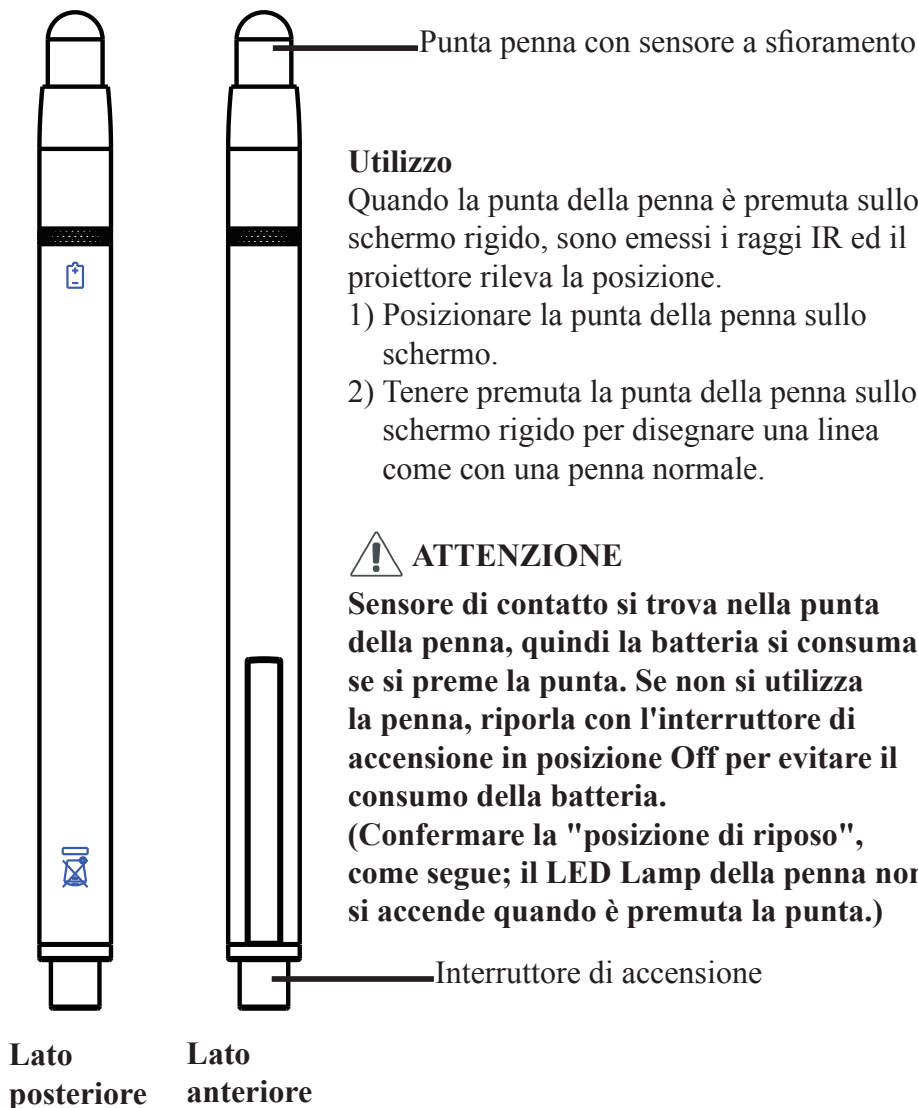 Punta penna con sensore a sfioramento
Utilizzo
Quando la punta della penna è premuta sullo
schermo rigido, sono emessi i raggi IR ed il
proiettore rileva la posizione.
1) Posizionare la punta della penna sullo
schermo.
2) Tenere premuta la punta della penna sullo
schermo rigido per disegnare una linea
come con una penna normale.
ATTENZIONE
Sensore di contatto si trova nella punta
della penna, quindi la batteria si consuma
se si preme la punta. Se non si utilizza
la penna, riporla con l'interruttore di
accensione in posizione Off per evitare il
consumo della batteria.
(Confermare la "posizione di riposo",
come segue; il LED Lamp della penna non
si accende quando è premuta la punta.)
Interruttore di accensione
Lato
posteriore
Lato
anteriore